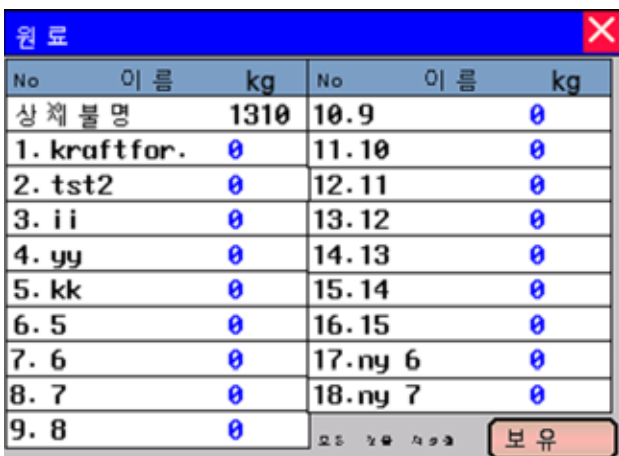 원료
No 이름 kg
상채불명 1310
1. kraftfor. 0
2. tst2 0
3. ii 0
4. yy 0
5. kk 0
6. 5 0
7. 6 0
8. 7 0
9. 8 0
No 이름 kg
10.9 0
11.10 0
12.11 0
13.12 0
14.13 0
15.14 0
16.15 0
17.ny 6 0
18.ny 7 0
보유